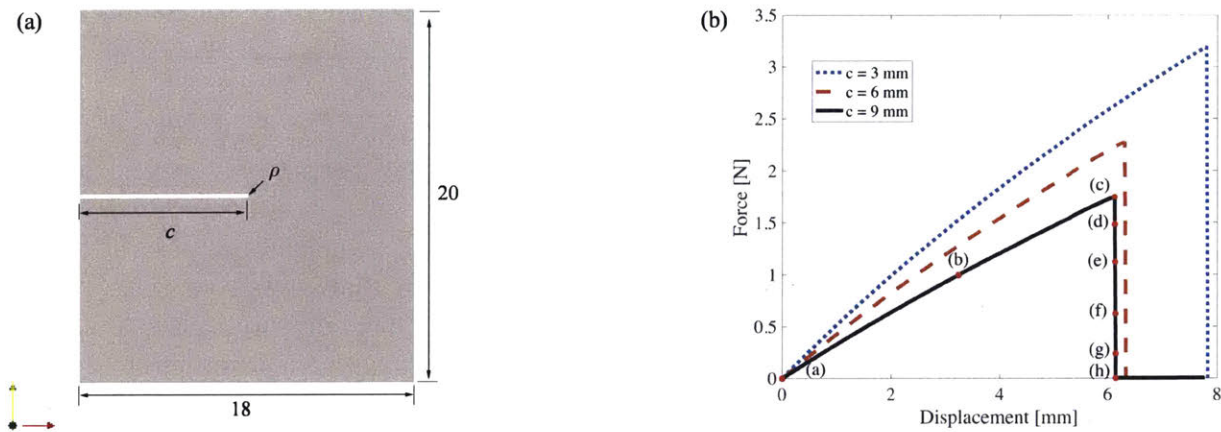 (a)
ρ
c
20
18
(b)
3.5
3
2.5
2
1.5
1
0.5
0
Force [N]
c = 3 mm
c = 6 mm
c = 9 mm
(a)
(b)
(c)
(d)
(e)
(f)
(g)
(h)
0
2
4
6
8
Displacement [mm]